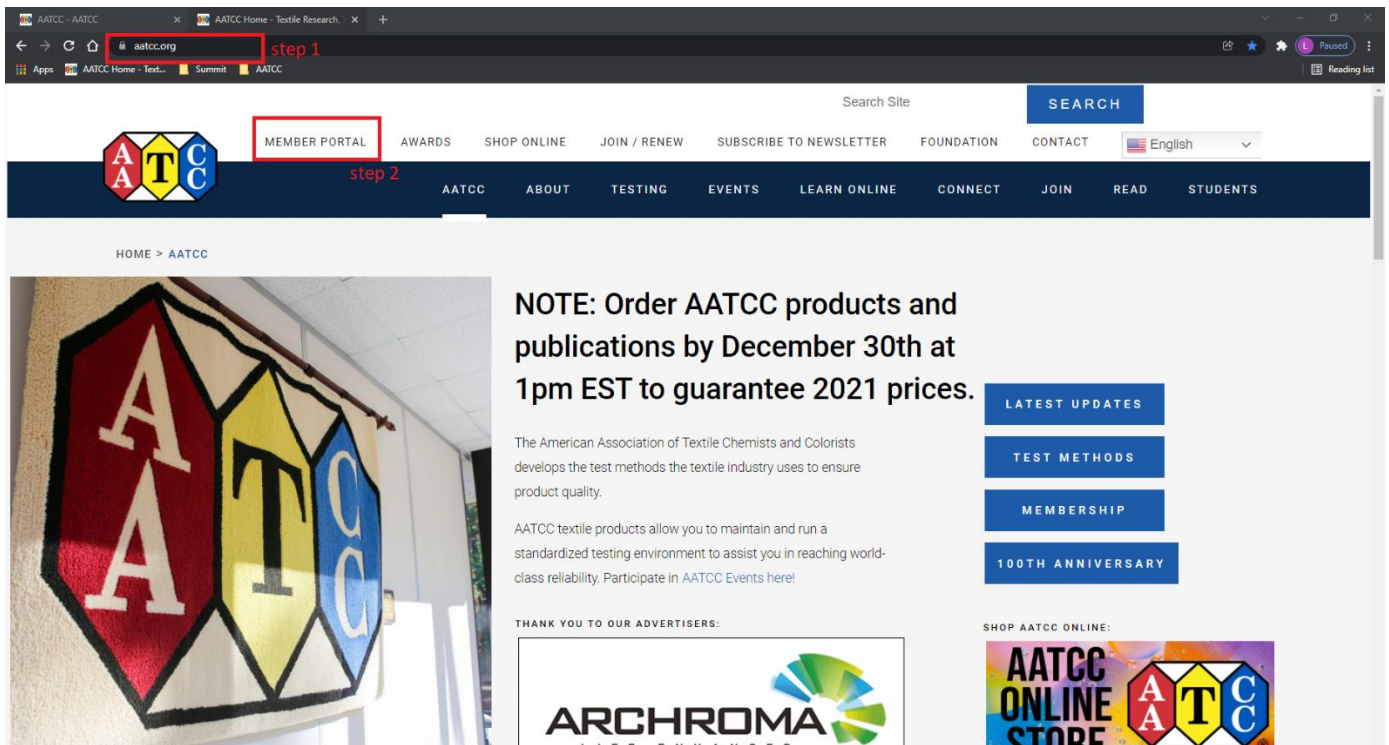 AATCC - AATCC
AATCC Home - Textile Research,
aatcc.org
step 1
Paused
Apps
AATCC Home - Text...
Summit
AATCC
Reading list
Search Site
SEARCH
MEMBER PORTAL
AWARDS
SHOP ONLINE
JOIN / RENEW
SUBSCRIBE TO NEWSLETTER
FOUNDATION
CONTACT
English
step 2
A A T C C
AATCC
ABOUT
TESTING
EVENTS
LEARN ONLINE
CONNECT
JOIN
READ
STUDENTS
HOME > AATCC
A A T C C
NOTE: Order AATCC products and
publications by December 30th at
1pm EST to guarantee 2021 prices.
The American Association of Textile Chemists and Colorists
develops the test methods the textile industry uses to ensure
product quality.
AATCC textile products allow you to maintain and run a
standardized testing environment to assist you in reaching world-
class reliability. Participate in AATCC Events here!
LATEST UPDATES
TEST METHODS
MEMBERSHIP
100TH ANNIVERSARY
THANK YOU TO OUR ADVERTISERS:
ARCHROMA
SHOP AATCC ONLINE:
AATCC
ONLINE
STORE
A A T C C